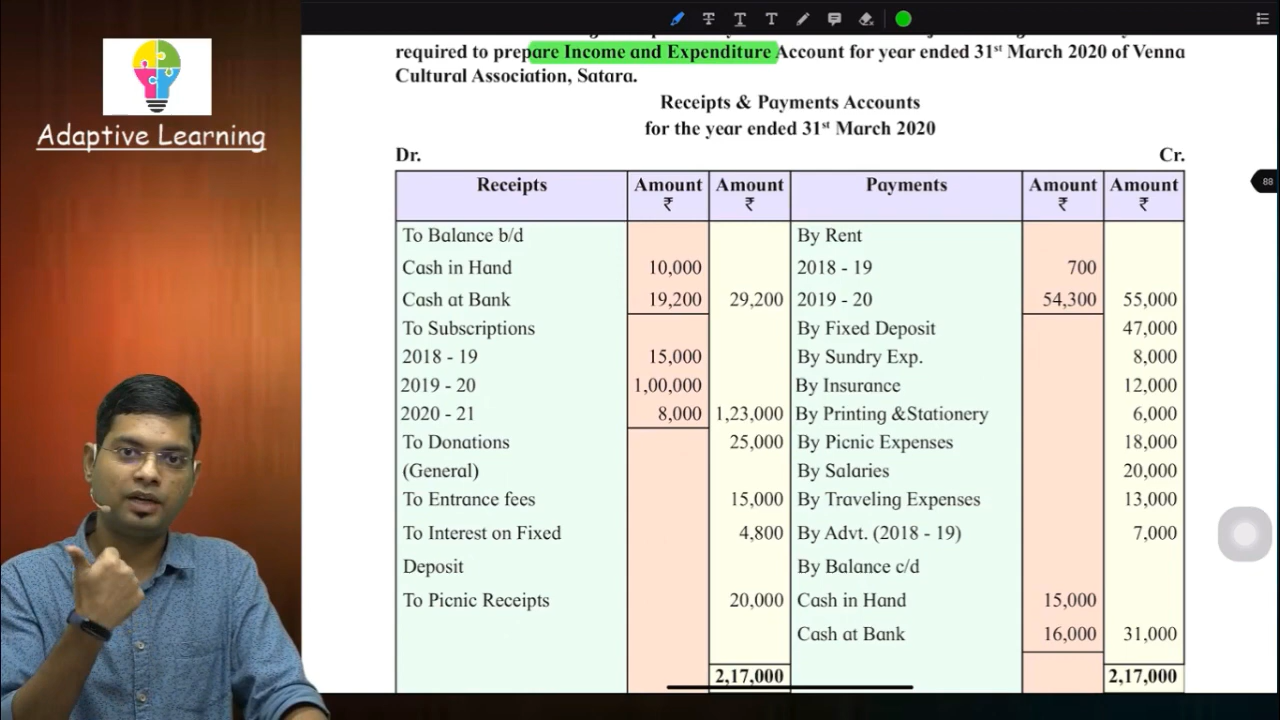 Adaptive Learning
required to prepare Income and Expenditure Account for year ended 31st March 2020 of Venna
Cultural Association, Satara.
Receipts & Payments Accounts
for the year ended 31st March 2020
Dr. Cr.
Receipts Amount ₹ Amount ₹ Payments Amount ₹ Amount ₹
To Balance b/d By Rent
Cash in Hand 10,000 2018 - 19 700
Cash at Bank 19,200 29,200 2019 - 20 54,300 55,000
To Subscriptions By Fixed Deposit 47,000
2018 - 19 15,000 By Sundry Exp. 8,000
2019 - 20 1,00,000 By Insurance 12,000
2020 - 21 8,000 1,23,000 By Printing &Stationery 6,000
To Donations 25,000 By Picnic Expenses 18,000
(General) By Salaries 20,000
To Entrance fees 15,000 By Traveling Expenses 13,000
To Interest on Fixed 4,800 By Advt. (2018 - 19) 7,000
Deposit By Balance c/d
To Picnic Receipts 20,000 Cash in Hand 15,000
Cash at Bank 16,000 31,000
2,17,000 2,17,000
88